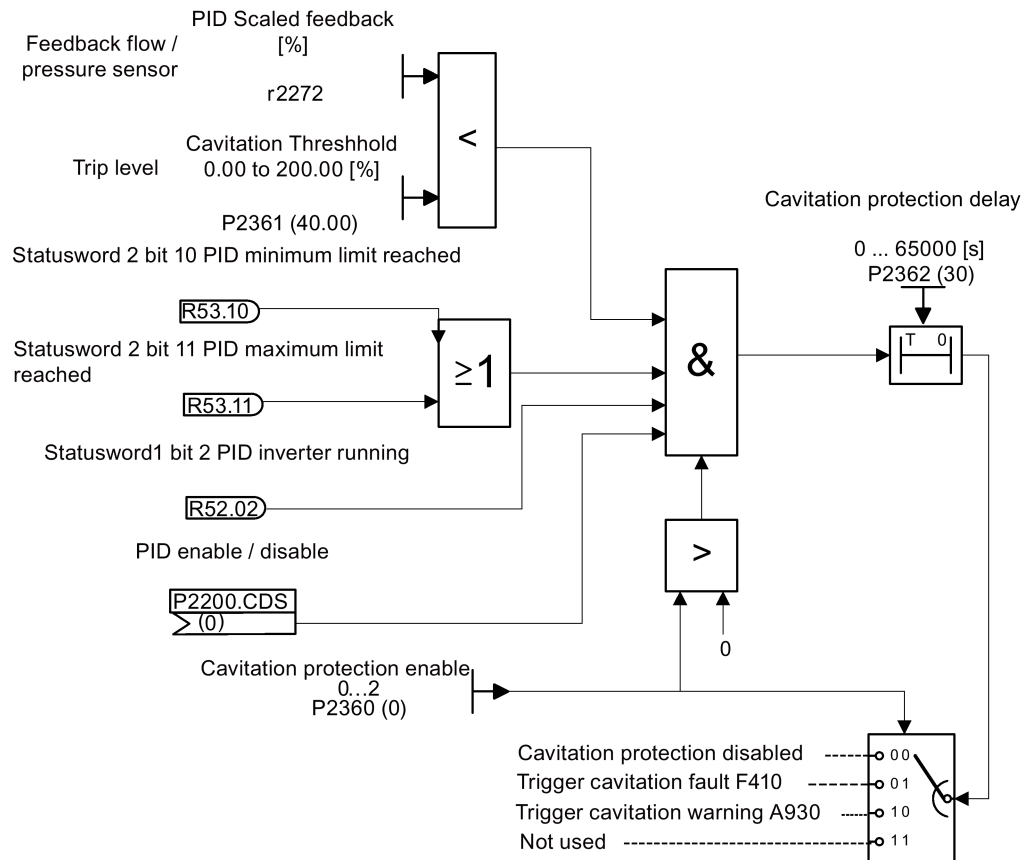 PID Scaled feedback
[%]
Feedback flow /
pressure sensor
r2272
<
Cavitation Threshhold
Trip level
0.00 to 200.00 [%]
P2361 (40.00)
Cavitation protection delay
0 ... 65000 [s]
P2362 (30)
T 0
Statusword 2 bit 10 PID minimum limit reached
R53.10
Statusword 2 bit 11 PID maximum limit
reached
≥1
&
R53.11
Statusword1 bit 2 PID inverter running
R52.02
PID enable / disable
>
P2200.CDS
(0)
0
Cavitation protection enable
0...2
P2360 (0)
Cavitation protection disabled
00
Trigger cavitation fault F410
01
Trigger cavitation warning A930
10
Not used
11